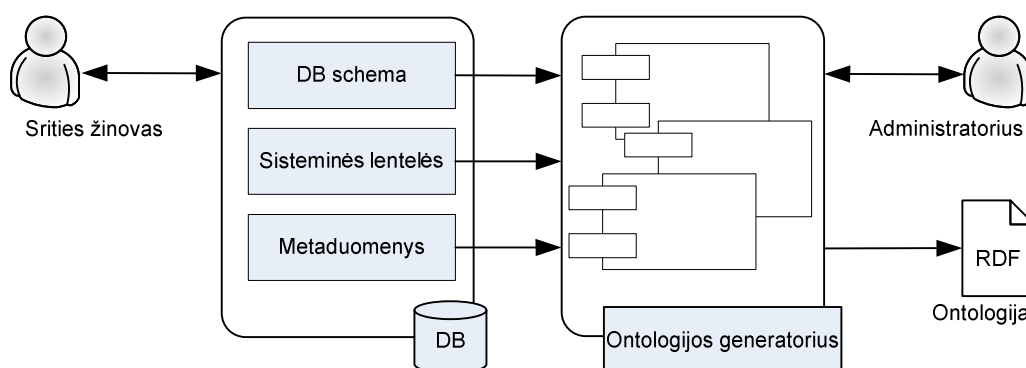 Srities žinovas
DB schema
Sisteminės lentelės
Metaduomenys
DB
Ontologijos generatorius
Administratorius
RDF
Ontologija